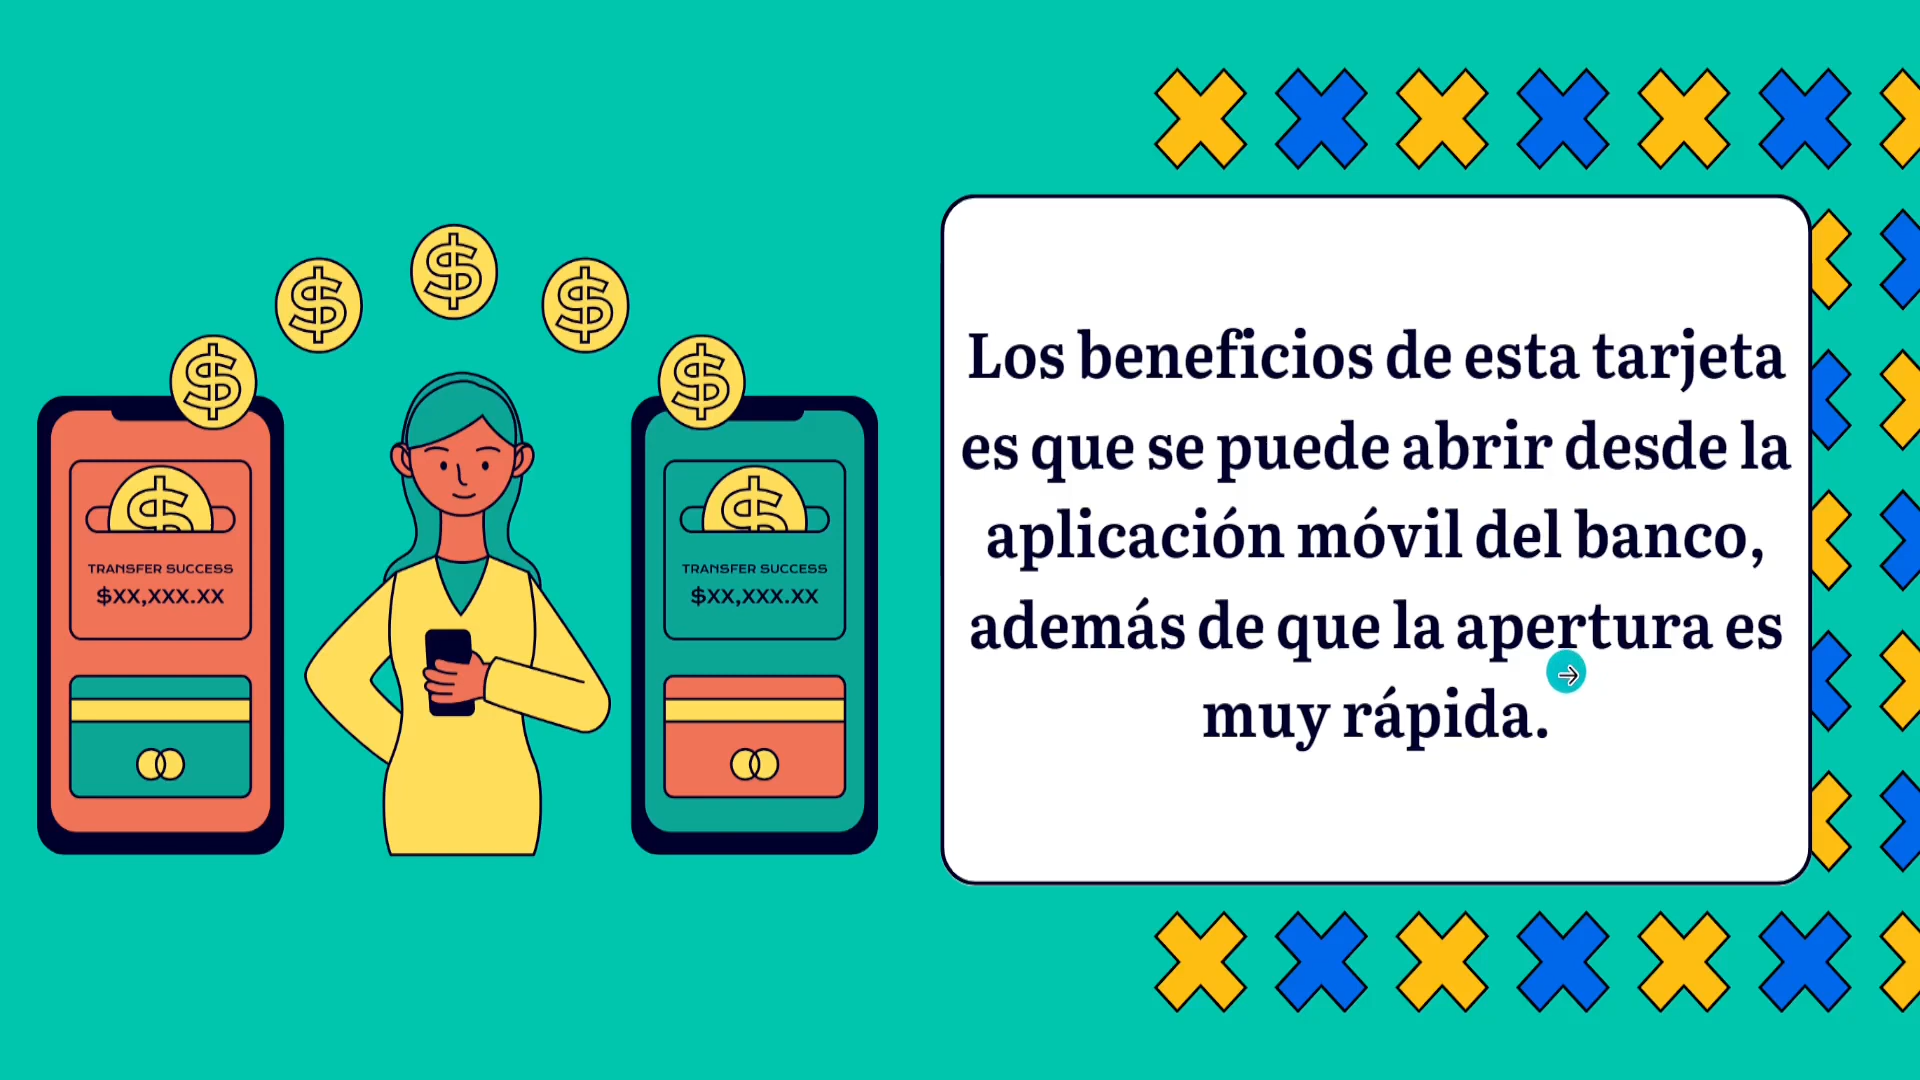 TRANSFER SUCCESS
$XX,XXX.XX
TRANSFER SUCCESS
$XX,XXX.XX
Los beneficios de esta tarjeta
es que se puede abrir desde la
aplicación móvil del banco,
además de que la apertura es
muy rápida.